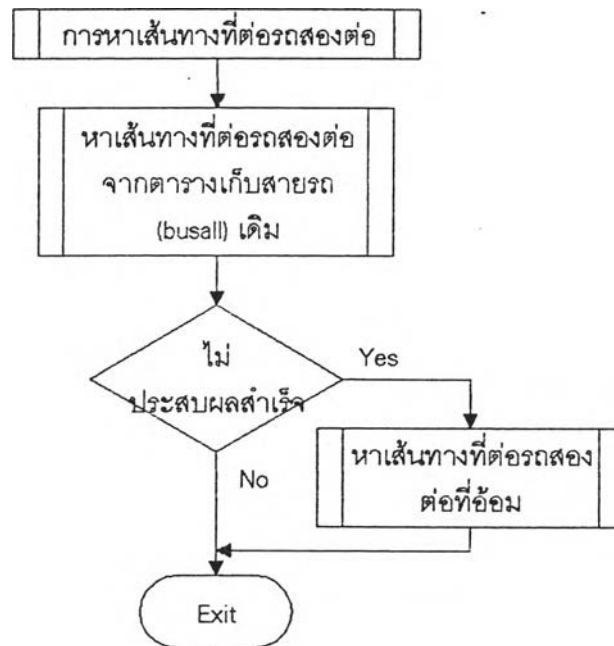 การหาเส้นทางที่ต่อรถสองต่อ
หาเส้นทางที่ต่อรถสองต่อ
จากตารางเก็บสายรถ
(busall) เดิม
ไม่
ประสบผลสำเร็จ
Yes
No
หาเส้นทางที่ต่อรถสอง
ต่อที่อ้อม
Exit